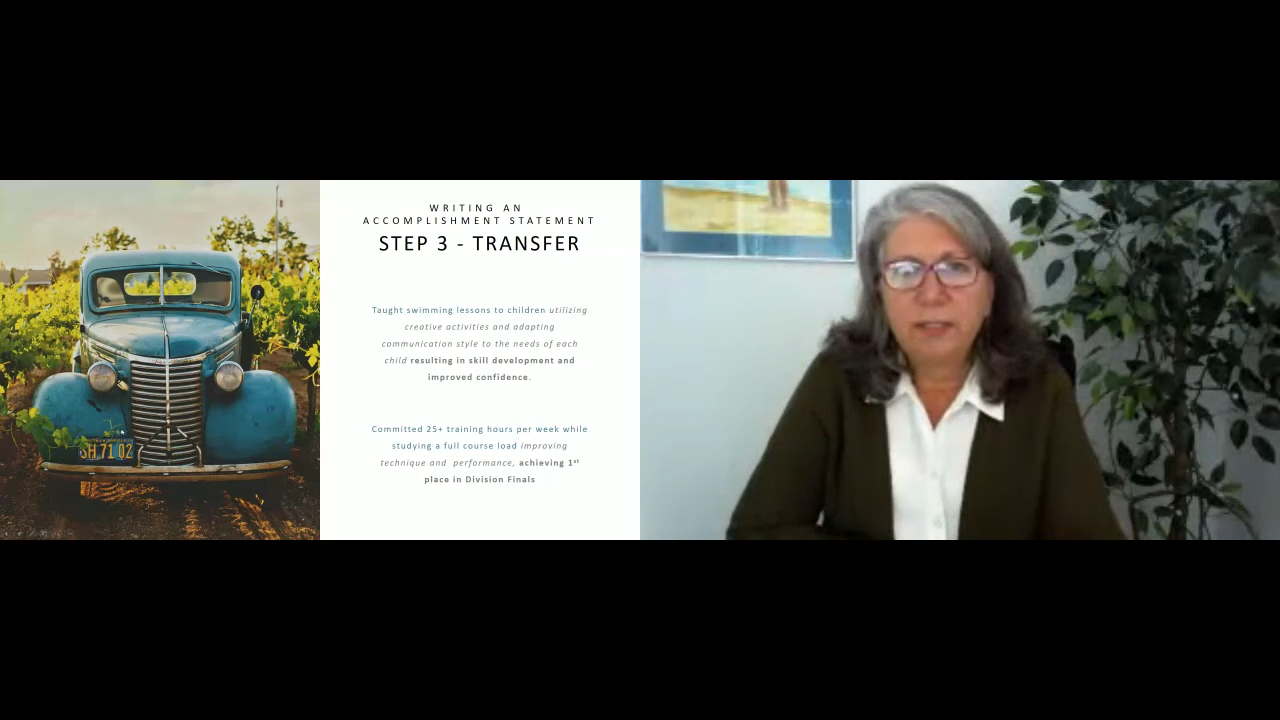 WRITING AN
ACCOMPLISHMENT STATEMENT
STEP 3 - TRANSFER
Taught swimming lessons to children utilizing
creative activities and adapting
communication style to the needs of each
child resulting in skill development and
improved confidence.
Committed 25+ training hours per week while
studying a full course load improving
technique and performance, achieving 1st
place in Division Finals
SH 71 02